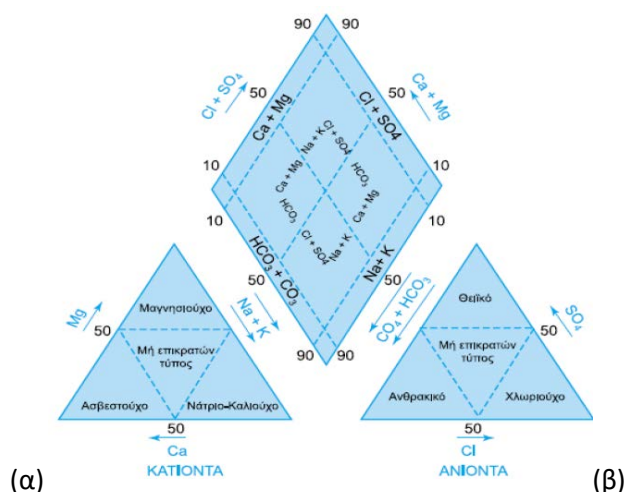 90
90
50
50
Cl + SO₄
Ca + Mg
Ca + Mg
Cl + SO4
Na + K
Cl + SO4
10
10
Ca + Mg
HCO₃
10
10
HCO₃
Ca + Mg
Cl + SO4
Na + K
HCO₃ + CO₃
Na+ K
50
50
90
90
Mg
50
Na + K
CO₄ + HCO₃
50
SO₄
Μαγνησιούχο
Μή επικρατών
τύπος
Ασβεστούχο
Νάτριο-Καλιούχο
Θεϊκό
Μή επικρατών
τύπος
Ανθρακικό
Χλωριούχο
50
50
Ca
Cl
(α)
ΚΑΤΙΟΝΤΑ
ΑΝΙΟΝΤΑ
(β)